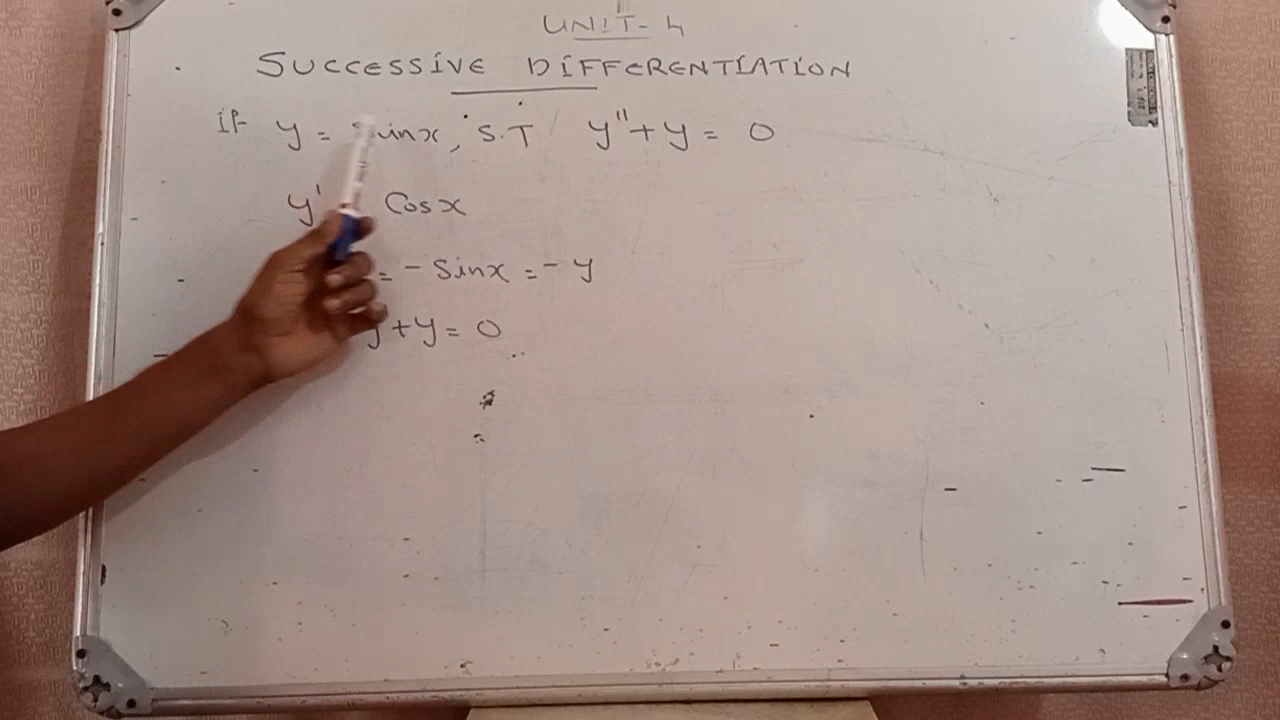 UNIT-4
SUCCESSIVE DIFFERENTIATION
if y = sinx, S.T y"+y= 0
y' Cosx
= - Sinx = - y
+y= 0